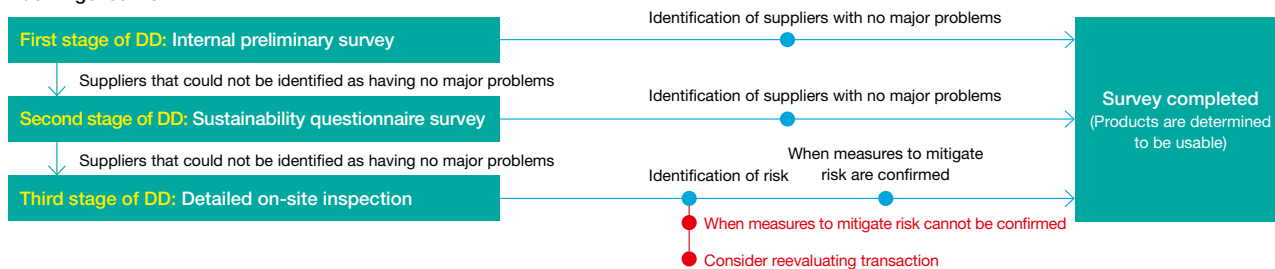 Identification of suppliers with no major problems
First stage of DD: Internal preliminary survey
Suppliers that could not be identified as having no major problems
Identification of suppliers with no major problems
Second stage of DD: Sustainability questionnaire survey
Survey completed
(Products are determined
to be usable)
Suppliers that could not be identified as having no major problems
When measures to mitigate
risk are confirmed
Identification of risk
Third stage of DD: Detailed on-site inspection
When measures to mitigate risk cannot be confirmed
Consider reevaluating transaction